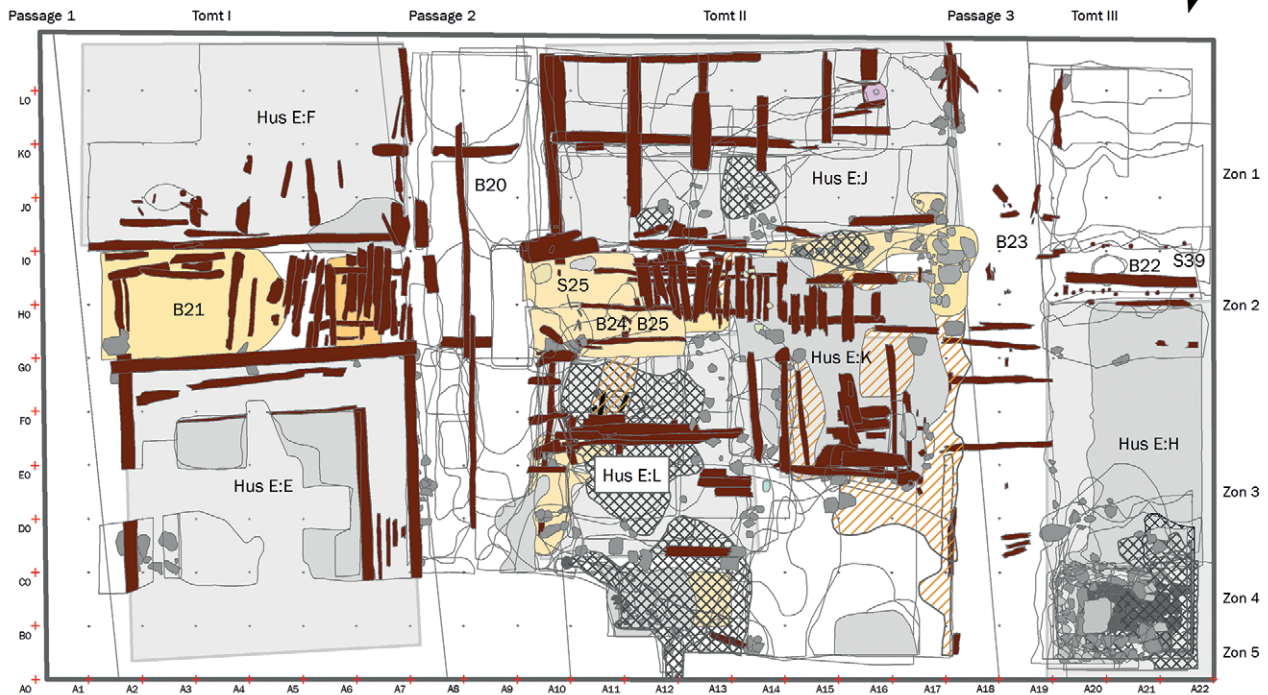 Passage 1 Tomt I Passage 2 Tomt II Passage 3 Tomt III
L0
Hus E:F
K0
Hus E:J
Zon 1
B20
J0
B23
I0
B22 S39
S25
B21
Zon 2
H0
B24, B25
Hus E:K
G0
F0
Hus E:H
E0
Hus E:L
Hus E:E
Zon 3
D0
C0
Zon 4
B0
Zon 5
A0 A1 A2 A3 A4 A5 A6 A7 A8 A9 A10 A11 A12 A13 A14 A15 A16 A17 A18 A19 A20 A21 A22